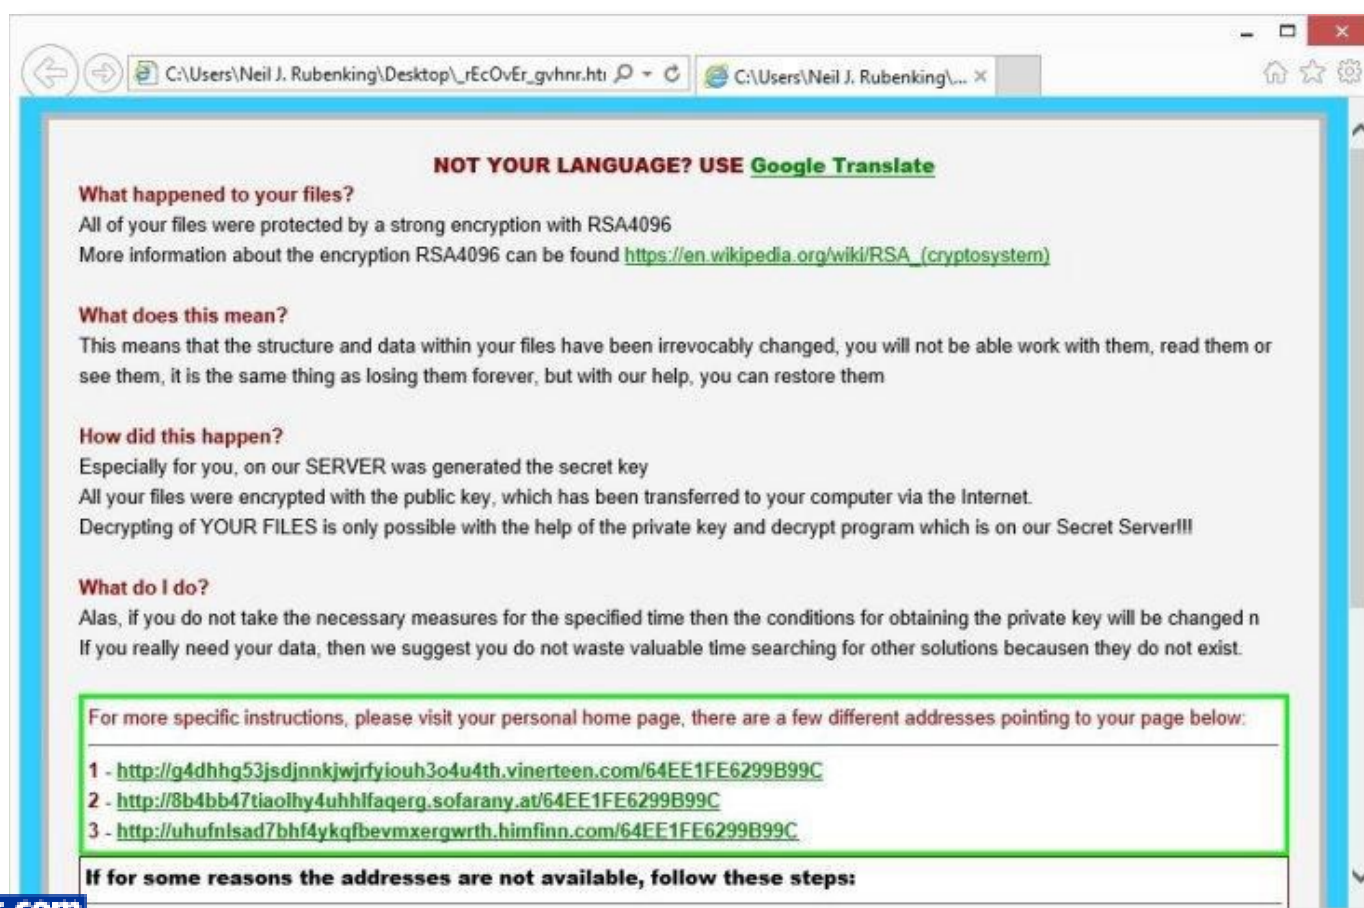 C:\Users\Neil J. Rubenking\Desktop\_rEcOvEr_gvhnr.ht
C:\Users\Neil J. Rubenking\...
NOT YOUR LANGUAGE? USE Google Translate
What happened to your files?
All of your files were protected by a strong encryption with RSA4096
More information about the encryption RSA4096 can be found https://en.wikipedia.org/wiki/RSA_(cryptosystem)
What does this mean?
This means that the structure and data within your files have been irrevocably changed, you will not be able work with them, read them or
see them, it is the same thing as losing them forever, but with our help, you can restore them
How did this happen?
Especially for you, on our SERVER was generated the secret key
All your files were encrypted with the public key, which has been transferred to your computer via the Internet.
Decrypting of YOUR FILES is only possible with the help of the private key and decrypt program which is on our Secret Server!!!
What do I do?
Alas, if you do not take the necessary measures for the specified time then the conditions for obtaining the private key will be changed n
If you really need your data, then we suggest you do not waste valuable time searching for other solutions becausen they do not exist.
For more specific instructions, please visit your personal home page, there are a few different addresses pointing to your page below:
1 - http://g4dhhg53jsdjnnkjwjrfyiouh3o4u4th.vinerteen.com/64EE1FE6299B99C
2 - http://8b4bb47tiaolhy4uhhlfaqerg.sofarany.at/64EE1FE6299B99C
3 - http://uhufnlsad7bhf4ykqfbevmxergwrth.himfinn.com/64EE1FE6299B99C
If for some reasons the addresses are not available, follow these steps: